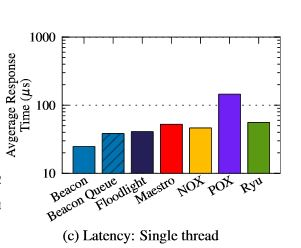 1000
100
10
Avgerage Response
Time (μs)
Beacon
Beacon Queue
Floodlight
Maestro
NOX
POX
Ryu
(c) Latency: Single thread